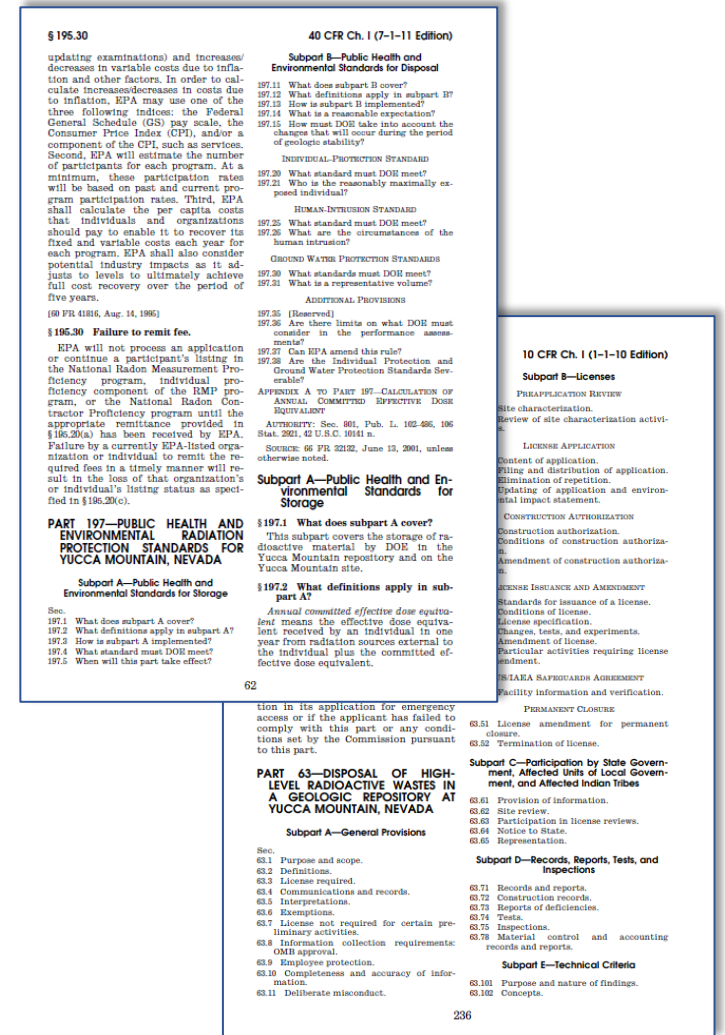 § 195.30
40 CFR Ch. I (7–1–11 Edition)
updating examinations) and increases/
decreases in variable costs due to infla-
tion and other factors. In order to cal-
culate increases/decreases in costs due
to inflation, EPA may use one of the
three following indices: the Federal
General Schedule (GS) pay scale, the
Consumer Price Index (CPI), and/or a
component of the CPI, such as services.
Second, EPA will estimate the number
of participants for each program. At a
minimum, these participation rates
will be based on past and current pro-
gram participation rates. Third, EPA
shall calculate the per capita costs
that individuals and organizations
should pay to enable it to recover its
fixed and variable costs each year for
each program. EPA shall also consider
potential industry impacts as it ad-
justs to levels to ultimately achieve
full cost recovery over the period of
five years.
[60 FR 41816, Aug. 14, 1995]
§ 195.30 Failure to remit fee.
EPA will not process an application
or continue a participant's listing in
the National Radon Measurement Pro-
ficiency program, individual pro-
ficiency component of the RMP pro-
gram, or the National Radon Con-
tractor Proficiency program until the
appropriate remittance provided in
§ 195.20(a) has been received by EPA.
Failure by a currently EPA-listed orga-
nization or individual to remit the re-
quired fees in a timely manner will re-
sult in the loss of that organization's
or individual's listing status as speci-
fied in § 195.20(c).
PART 197—PUBLIC HEALTH AND
ENVIRONMENTAL RADIATION
PROTECTION STANDARDS FOR
YUCCA MOUNTAIN, NEVADA
Subpart A—Public Health and
Environmental Standards for Storage
Sec.
197.1 What does subpart A cover?
197.2 What definitions apply in subpart A?
197.3 How is subpart A implemented?
197.4 What standard must DOE meet?
197.5 When will this part take effect?
Subpart B—Public Health and
Environmental Standards for Disposal
197.11 What does subpart B cover?
197.12 What definitions apply in subpart B?
197.13 How is subpart B implemented?
197.14 What is a reasonable expectation?
197.15 How must DOE take into account the
changes that will occur during the period
of geologic stability?
INDIVIDUAL-PROTECTION STANDARD
197.20 What standard must DOE meet?
197.21 Who is the reasonably maximally ex-
posed individual?
HUMAN-INTRUSION STANDARD
197.25 What standard must DOE meet?
197.26 What are the circumstances of the
human intrusion?
GROUND WATER PROTECTION STANDARDS
197.30 What standards must DOE meet?
197.31 What is a representative volume?
ADDITIONAL PROVISIONS
197.35 [Reserved]
197.36 Are there limits on what DOE must
consider in the performance assess-
ments?
197.37 Can EPA amend this rule?
197.38 Are the Individual Protection and
Ground Water Protection Standards Sev-
erable?
APPENDIX A TO PART 197—CALCULATION OF
ANNUAL COMMITTED EFFECTIVE DOSE
EQUIVALENT
AUTHORITY: Sec. 801, Pub. L. 102–486, 106
Stat. 2921, 42 U.S.C. 10141 n.
SOURCE: 66 FR 32132, June 13, 2001, unless
otherwise noted.
Subpart A—Public Health and En-
vironmental Standards for
Storage
§ 197.1 What does subpart A cover?
This subpart covers the storage of ra-
dioactive material by DOE in the
Yucca Mountain repository and on the
Yucca Mountain site.
§ 197.2 What definitions apply in sub-
part A?
Annual committed effective dose equiva-
lent means the effective dose equiva-
lent received by an individual in one
year from radiation sources external to
the individual plus the committed ef-
fective dose equivalent.
62
tion in its application for emergency
access or if the applicant has failed to
comply with this part or any condi-
tions set by the Commission pursuant
to this part.
PART 63—DISPOSAL OF HIGH-
LEVEL RADIOACTIVE WASTES IN
A GEOLOGIC REPOSITORY AT
YUCCA MOUNTAIN, NEVADA
Subpart A—General Provisions
Sec.
63.1 Purpose and scope.
63.2 Definitions.
63.3 License required.
63.4 Communications and records.
63.5 Interpretations.
63.6 Exemptions.
63.7 License not required for certain pre-
liminary activities.
63.8 Information collection requirements:
OMB approval.
63.9 Employee protection.
63.10 Completeness and accuracy of infor-
mation.
63.11 Deliberate misconduct.
10 CFR Ch. I (1–1–10 Edition)
Subpart B—Licenses
PREAPPLICATION REVIEW
Site characterization.
Review of site characterization activi-
s.
LICENSE APPLICATION
Content of application.
Filing and distribution of application.
Elimination of repetition.
Updating of application and environ-
ntal impact statement.
CONSTRUCTION AUTHORIZATION
Construction authorization.
Conditions of construction authoriza-
n.
Amendment of construction authoriza-
n.
LICENSE ISSUANCE AND AMENDMENT
Standards for issuance of a license.
Conditions of license.
License specification.
Changes, tests, and experiments.
Amendment of license.
Particular activities requiring license
endment.
US/IAEA SAFEGUARDS AGREEMENT
Facility information and verification.
PERMANENT CLOSURE
63.51 License amendment for permanent
closure.
63.52 Termination of license.
Subpart C—Participation by State Govern-
ment, Affected Units of Local Govern-
ment, and Affected Indian Tribes
63.61 Provision of information.
63.62 Site review.
63.63 Participation in license reviews.
63.64 Notice to State.
63.65 Representation.
Subpart D—Records, Reports, Tests, and
Inspections
63.71 Records and reports.
63.72 Construction records.
63.73 Reports of deficiencies.
63.74 Tests.
63.75 Inspections.
63.78 Material control and accounting
records and reports.
Subpart E—Technical Criteria
63.101 Purpose and nature of findings.
63.102 Concepts.
236